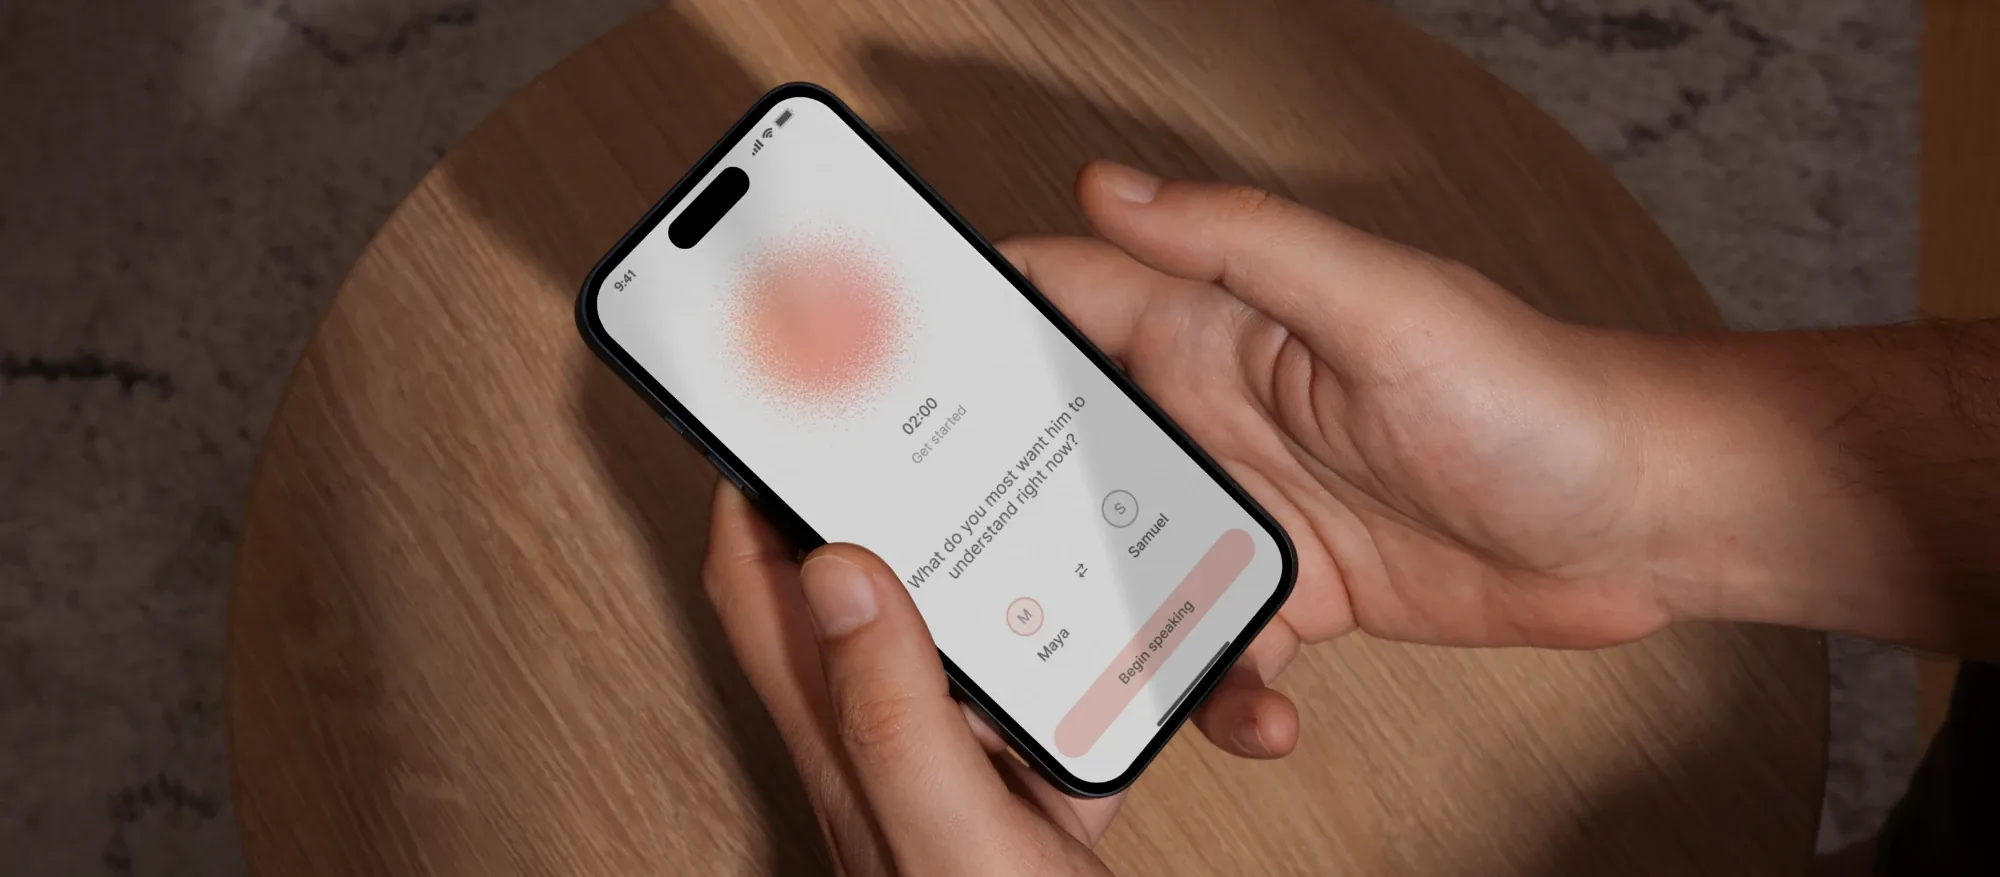 9:41
02:00
Get started
What do you most want him to
understand right now?
M
S
Maya
Samuel
Begin speaking